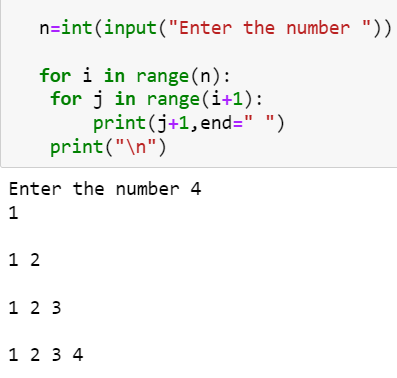 n=int(input("Enter the number "))
for i in range(n):
for j in range(i+1):
print(j+1,end=" ")
print("\n")
Enter the number 4
1
1 2
1 2 3
1 2 3 4